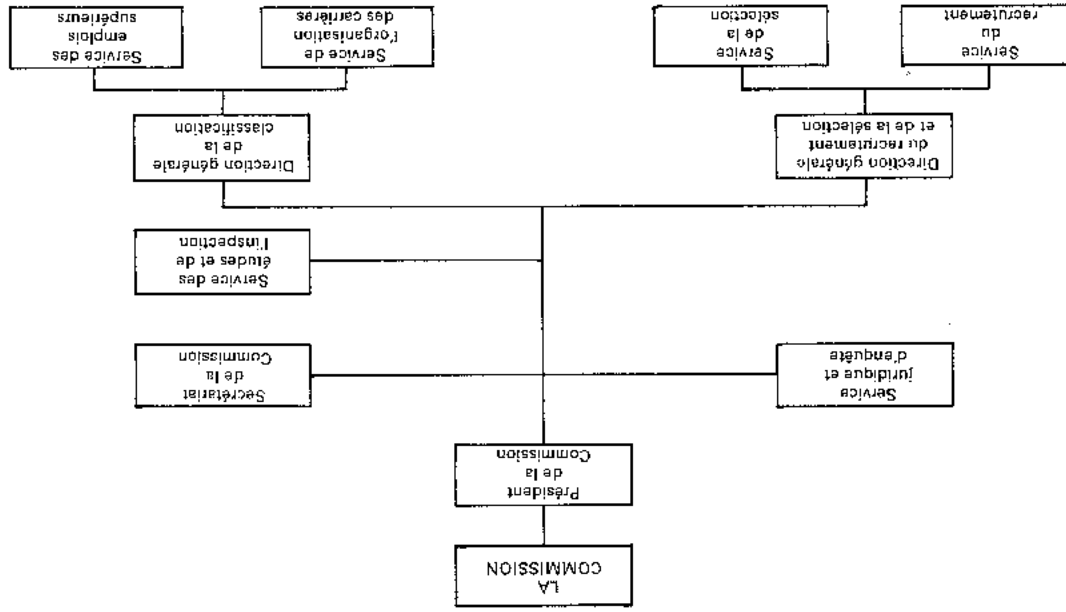 LA
COMMISSION
Président
de la
Commission
Service
juridique et
d'enquête
Secrétariat
de la
Commission
Service des
études et de
l'inspection
Direction générale
du recrutement
et de la sélection
Direction générale
de la
classification
Service
du
recrutement
Service
de la
sélection
Service de
l'organisation
des carrières
Service des
emplois
supérieurs